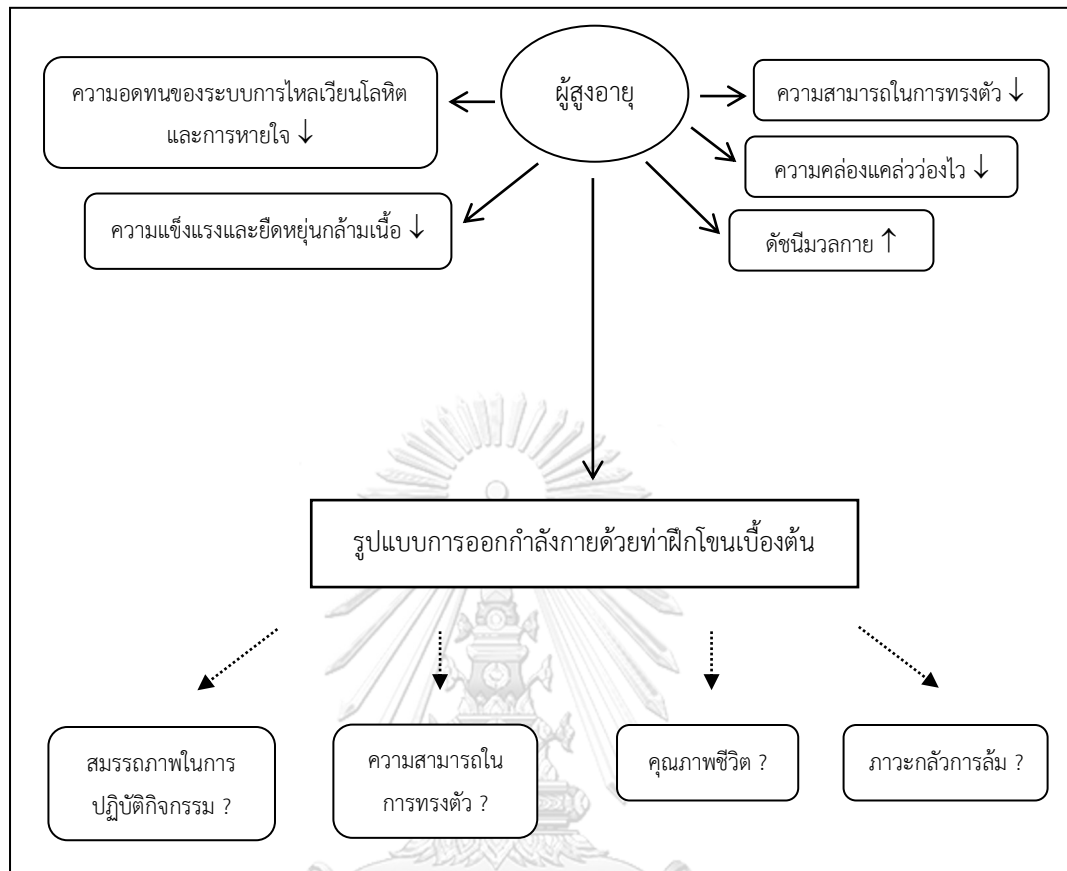 ผู้สูงอายุ
ความอดทนของระบบการไหลเวียนโลหิต
และการหายใจ ↓
ความแข็งแรงและยืดหยุ่นกล้ามเนื้อ ↓
ความสามารถในการทรงตัว ↓
ความคล่องแคล่วว่องไว ↓
ดัชนีมวลกาย ↑
รูปแบบการออกกำลังกายด้วยท่าฝึกโขนเบื้องต้น
สมรรถภาพในการ
ปฏิบัติกิจกรรม ?
ความสามารถใน
การทรงตัว ?
คุณภาพชีวิต ?
ภาวะกลัวการล้ม ?